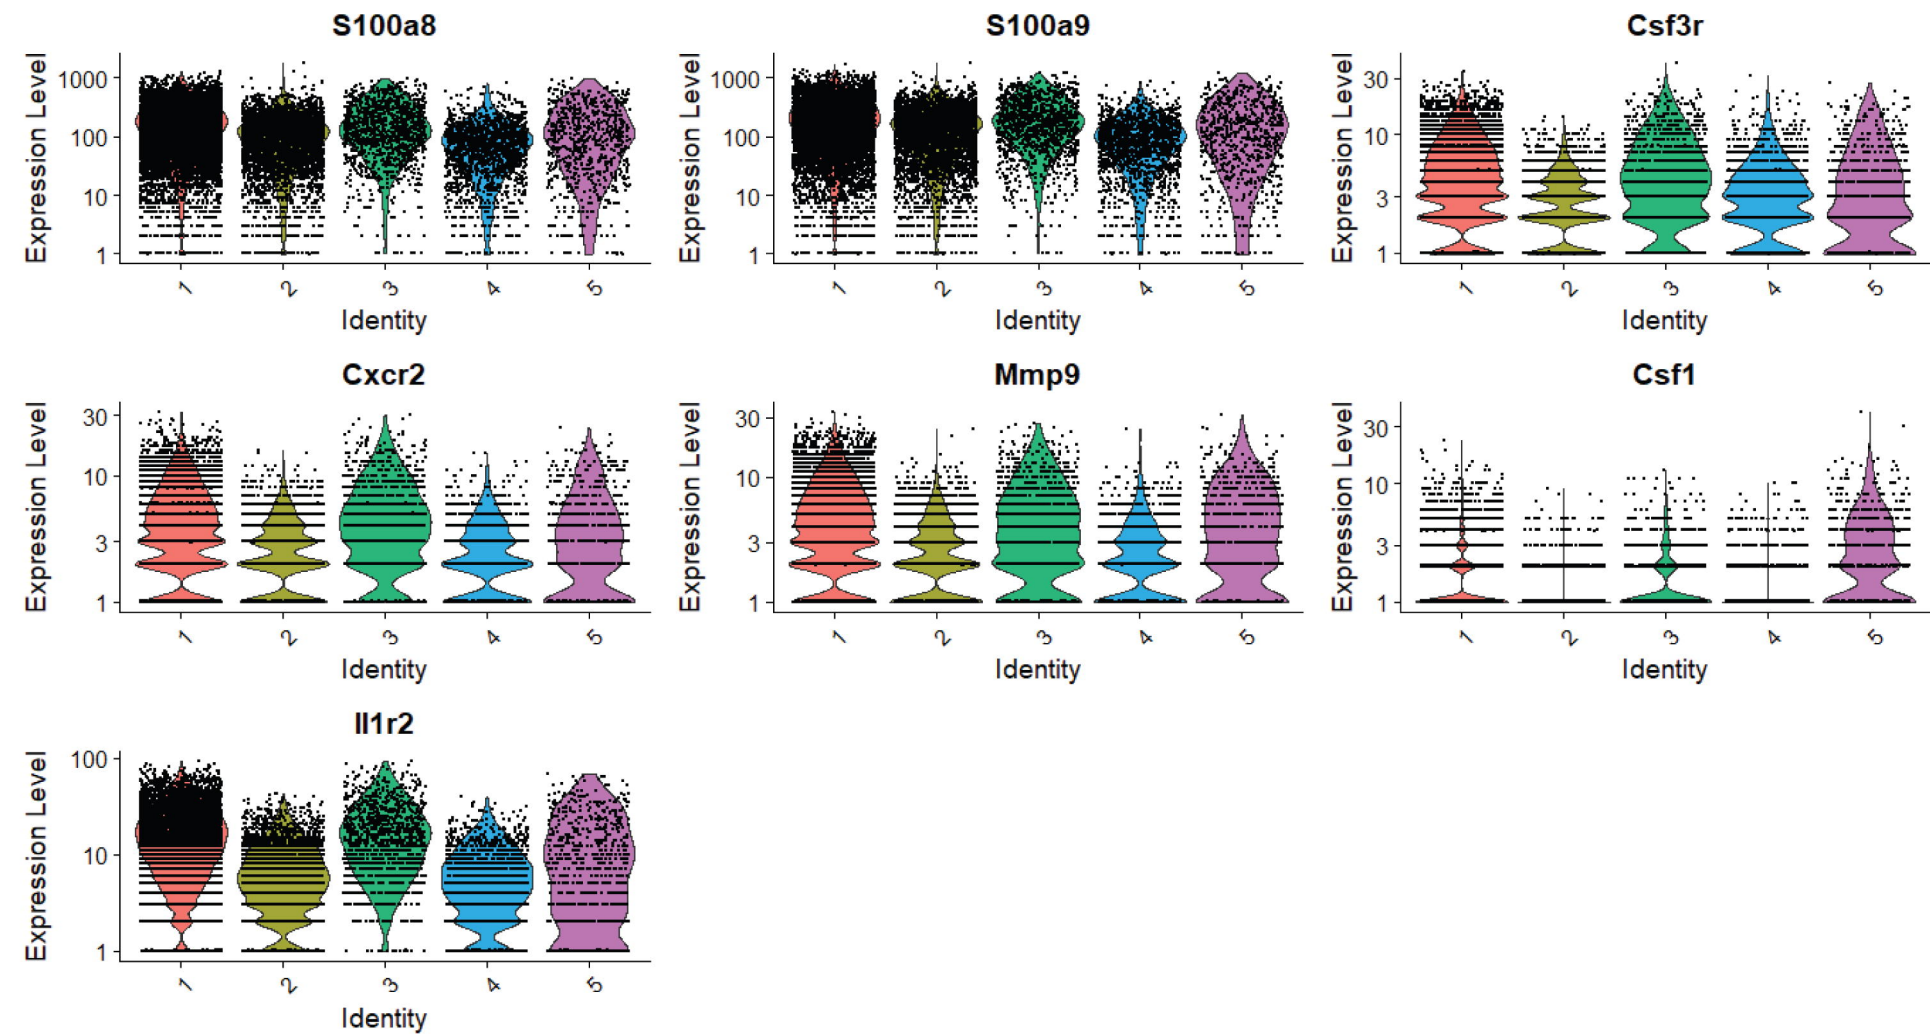 S100a8
S100a9
Csf3r
Expression Level
1000
100
10
1
1
2
3
4
5
Identity
Expression Level
1000
100
10
1
1
2
3
4
5
Identity
Expression Level
30
10
3
1
1
2
3
4
5
Identity
Cxcr2
Mmp9
Csf1
Expression Level
30
10
3
1
1
2
3
4
5
Identity
Expression Level
30
10
3
1
1
2
3
4
5
Identity
Expression Level
30
10
3
1
1
2
3
4
5
Identity
Il1r2
Expression Level
100
10
1
1
2
3
4
5
Identity